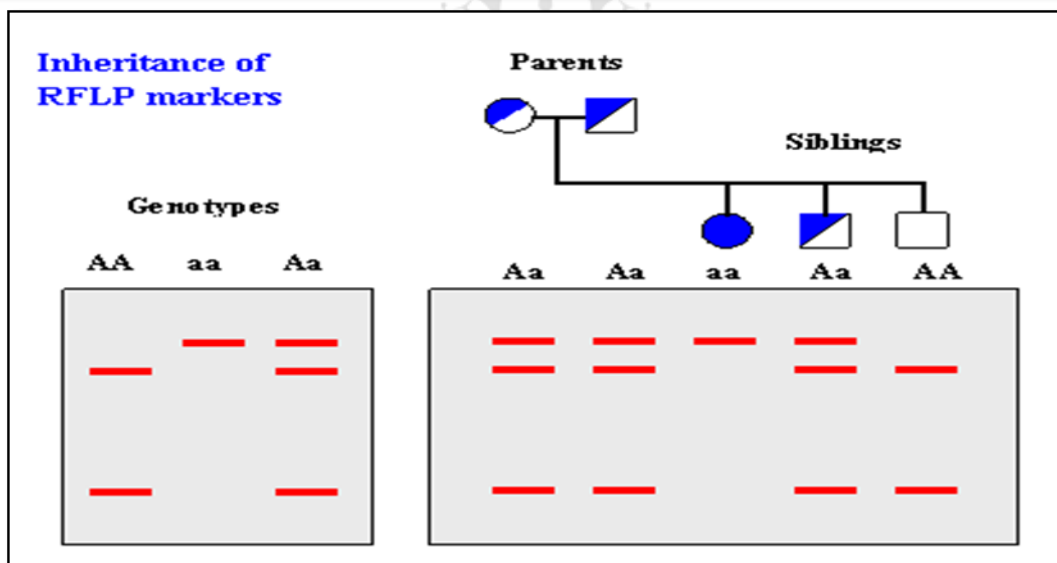 Inheritance of
RFLP markers
Parents
Siblings
Genotypes
AA aa Aa
Aa Aa aa Aa AA